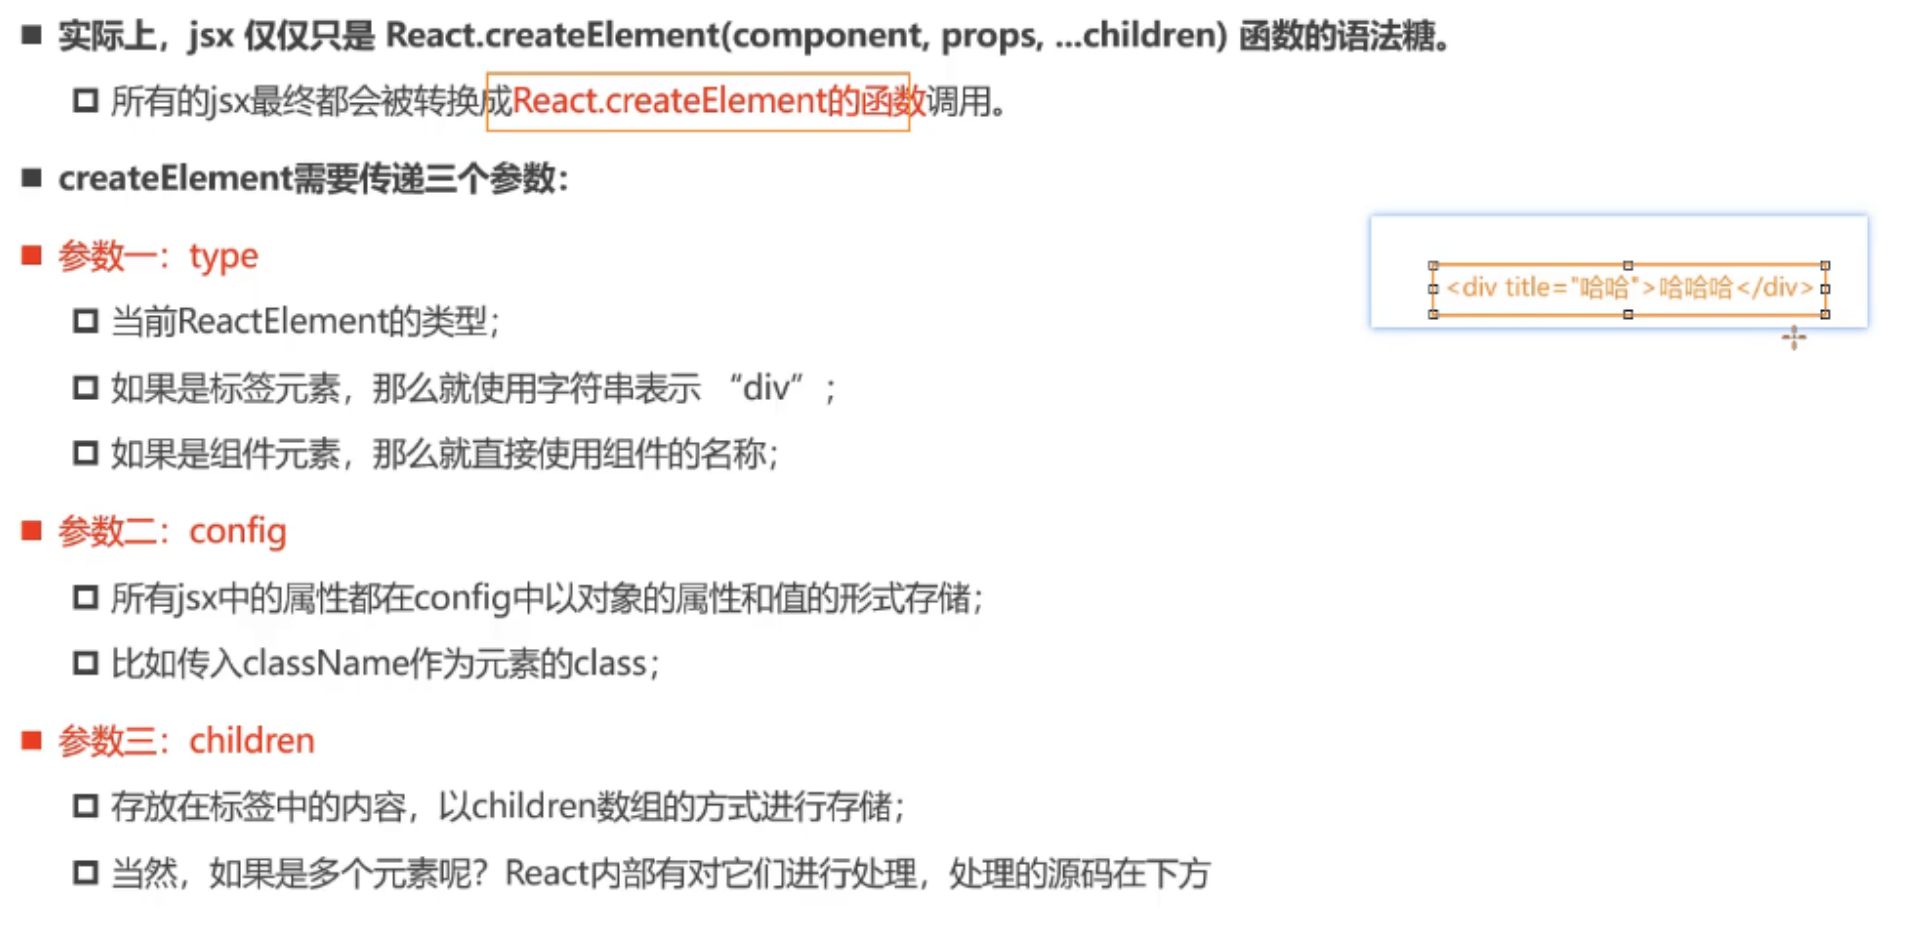 实际上，jsx 仅仅只是 React.createElement(component, props, ...children) 函数的语法糖。
所有的jsx最终都会被转换成React.createElement的函数调用。
createElement需要传递三个参数：
参数一：type
当前ReactElement的类型；
如果是标签元素，那么就使用字符串表示 “div”；
如果是组件元素，那么就直接使用组件的名称；
参数二：config
所有jsx中的属性都在config中以对象的属性和值的形式存储；
比如传入className作为元素的class；
参数三：children
存放在标签中的内容，以children数组的方式进行存储；
当然，如果是多个元素呢？React内部有对它们进行处理，处理的源码在下方
<div title="哈哈">哈哈哈</div>